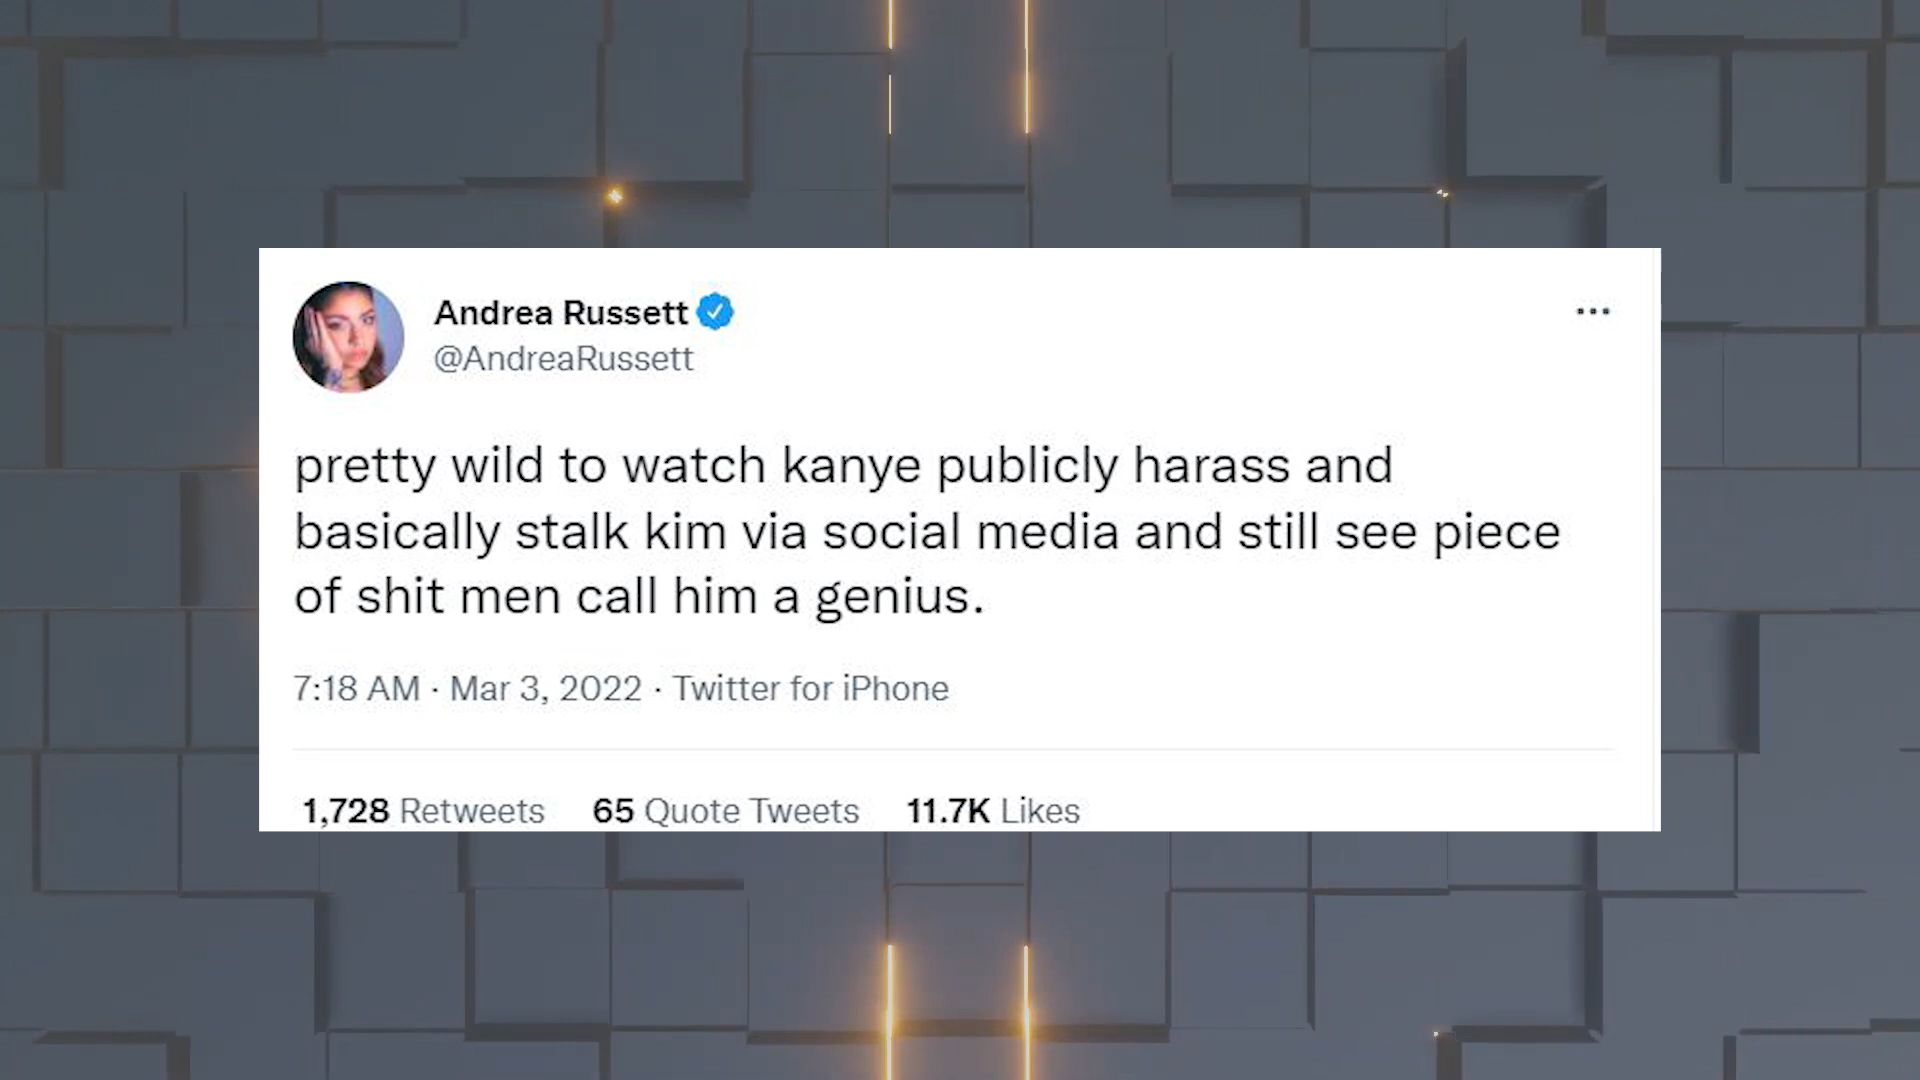 Andrea Russett
@AndreaRussett
pretty wild to watch kanye publicly harass and
basically stalk kim via social media and still see piece
of shit men call him a genius.
7:18 AM · Mar 3, 2022 · Twitter for iPhone
1,728 Retweets 65 Quote Tweets 11.7K Likes